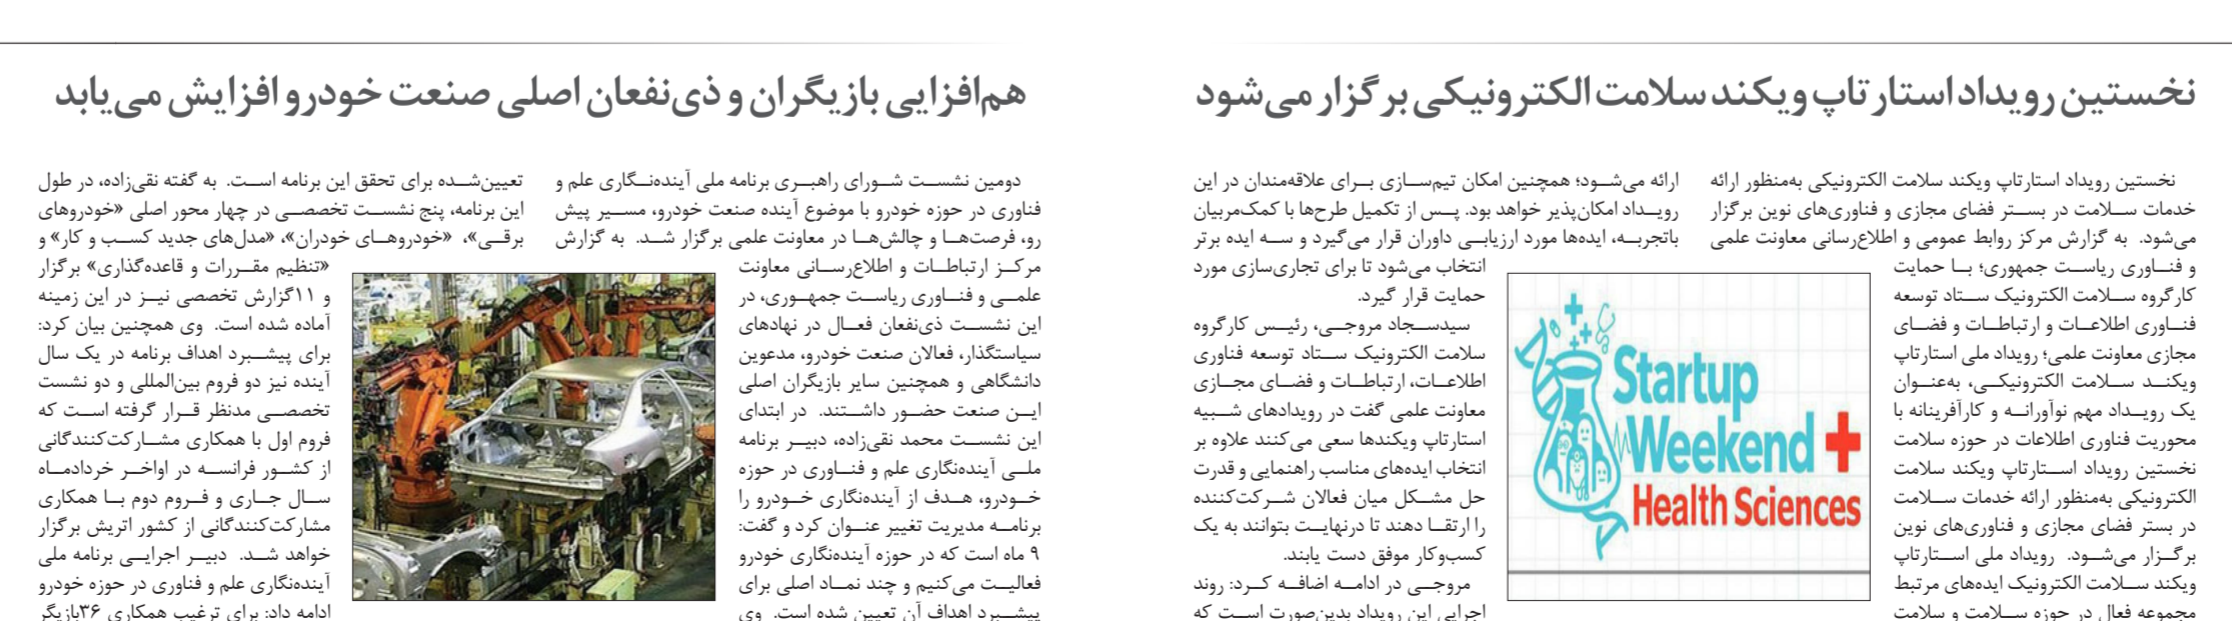 نخستین رویداد استارتاپ ویکند سلامت الکترونیکی برگزار می‌شود
نخستین رویداد استارتاپ ویکند سلامت الکترونیکی به‌منظور ارائه
خدمات سلامت در بستر فضای مجازی و فناوری‌های نوین برگزار
می‌شود. به گزارش مرکز روابط عمومی و اطلاع‌رسانی معاونت علمی
و فناوری ریاست جمهوری؛ با حمایت
کارگروه سلامت الکترونیک ستاد توسعه
فناوری اطلاعات و ارتباطات و فضای
مجازی معاونت علمی؛ رویداد ملی استارتاپ
ویکند سلامت الکترونیکی، به‌عنوان
یک رویداد مهم نوآورانه و کارآفرینانه با
محوریت فناوری اطلاعات در حوزه سلامت
نخستین رویداد استارتاپ ویکند سلامت
الکترونیکی به‌منظور ارائه خدمات سلامت
در بستر فضای مجازی و فناوری‌های نوین
برگزار می‌شود. رویداد ملی استارتاپ
ویکند سلامت الکترونیک ایده‌های مرتبط
مجموعه فعال در حوزه سلامت و سلامت
Startup
Weekend +
Health Sciences
ارائه می‌شود؛ همچنین امکان تیم‌سازی برای علاقه‌مندان در این
رویداد امکان‌پذیر خواهد بود. پس از تکمیل طرح‌ها با کمک‌مربیان
باتجربه، ایده‌ها مورد ارزیابی داوران قرار می‌گیرد و سه ایده برتر
انتخاب می‌شود تا برای تجاری‌سازی مورد
حمایت قرار گیرد.
سیدسجاد مروجی، رئیس کارگروه
سلامت الکترونیک ستاد توسعه فناوری
اطلاعات، ارتباطات و فضای مجازی
معاونت علمی گفت در رویدادهای شبیه
استارتاپ ویکندها سعی می‌کنند علاوه بر
انتخاب ایده‌های مناسب راهنمایی و قدرت
حل مشکل میان فعالان شرکت‌کننده
را ارتقا دهند تا درنهایت بتوانند به یک
کسب‌وکار موفق دست یابند.
مروجی در ادامه اضافه کرد: روند
اجرایی این رویداد بدین‌صورت است که
هم‌افزایی بازیگران و ذی‌نفعان اصلی صنعت خودرو افزایش می‌یابد
دومین نشست شورای راهبری برنامه ملی آینده‌نگاری علم و
فناوری در حوزه خودرو با موضوع آینده صنعت خودرو، مسیر پیش
رو، فرصت‌ها و چالش‌ها در معاونت علمی برگزار شد. به گزارش
مرکز ارتباطات و اطلاع‌رسانی معاونت
علمی و فناوری ریاست جمهوری، در
این نشست ذی‌نفعان فعال در نهادهای
سیاستگذار، فعالان صنعت خودرو، مدعوین
دانشگاهی و همچنین سایر بازیگران اصلی
این صنعت حضور داشتند. در ابتدای
این نشست محمد نقی‌زاده، دبیر برنامه
ملی آینده‌نگاری علم و فناوری در حوزه
خودرو، هدف از آینده‌نگاری خودرو را
برنامه مدیریت تغییر عنوان کرد و گفت:
۹ ماه است که در حوزه آینده‌نگاری خودرو
فعالیت می‌کنیم و چند نماد اصلی برای
پیشبرد اهداف آن تعیین شده است. وی
تعیین‌شده برای تحقق این برنامه است. به گفته نقی‌زاده، در طول
این برنامه، پنج نشست تخصصی در چهار محور اصلی «خودروهای
برقی»، «خودروهای خودران»، «مدل‌های جدید کسب و کار» و
«تنظیم مقررات و قاعده‌گذاری» برگزار
و ۱۱گزارش تخصصی نیز در این زمینه
آماده شده است. وی همچنین بیان کرد:
برای پیشبرد اهداف برنامه در یک سال
آینده نیز دو فروم بین‌المللی و دو نشست
تخصصی مدنظر قرار گرفته است که
فروم اول با همکاری مشارکت‌کنندگانی
از کشور فرانسه در اواخر خردادماه
سال جاری و فروم دوم با همکاری
مشارکت‌کنندگانی از کشور اتریش برگزار
خواهد شد. دبیر اجرایی برنامه ملی
آینده‌نگاری علم و فناوری در حوزه خودرو
ادامه داد: برای ترغیب همکاری ۳۶بازیگر